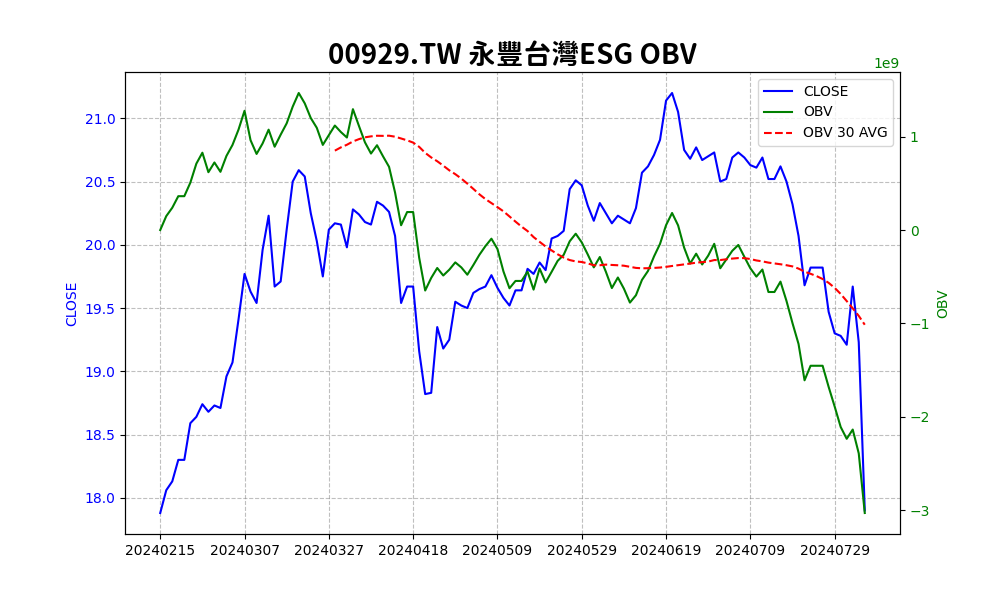 00929.TW 永豐台灣ESG OBV
1e9
CLOSE
OBV
OBV 30 AVG
21.0
20.5
20.0
19.5
19.0
18.5
18.0
CLOSE
1
0
−1
−2
−3
OBV
20240215 20240307 20240327 20240418 20240509 20240529 20240619 20240709 20240729